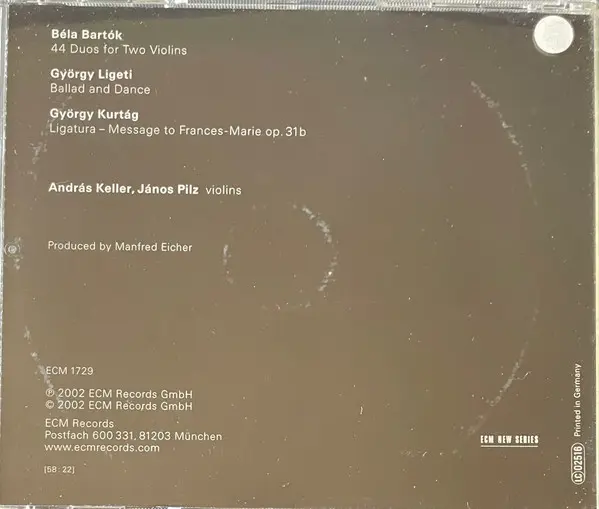 Béla Bartók
44 Duos for Two Violins
György Ligeti
Ballad and Dance
György Kurtág
Ligatura – Message to Frances-Marie op. 31b
András Keller, János Pilz violins
Produced by Manfred Eicher
ECM 1729
℗ 2002 ECM Records GmbH
© 2002 ECM Records GmbH
ECM Records
Postfach 600 331, 81203 München
www.ecmrecords.com
[58 : 22]
ECM NEW SERIES
LC 02516
Printed in Germany